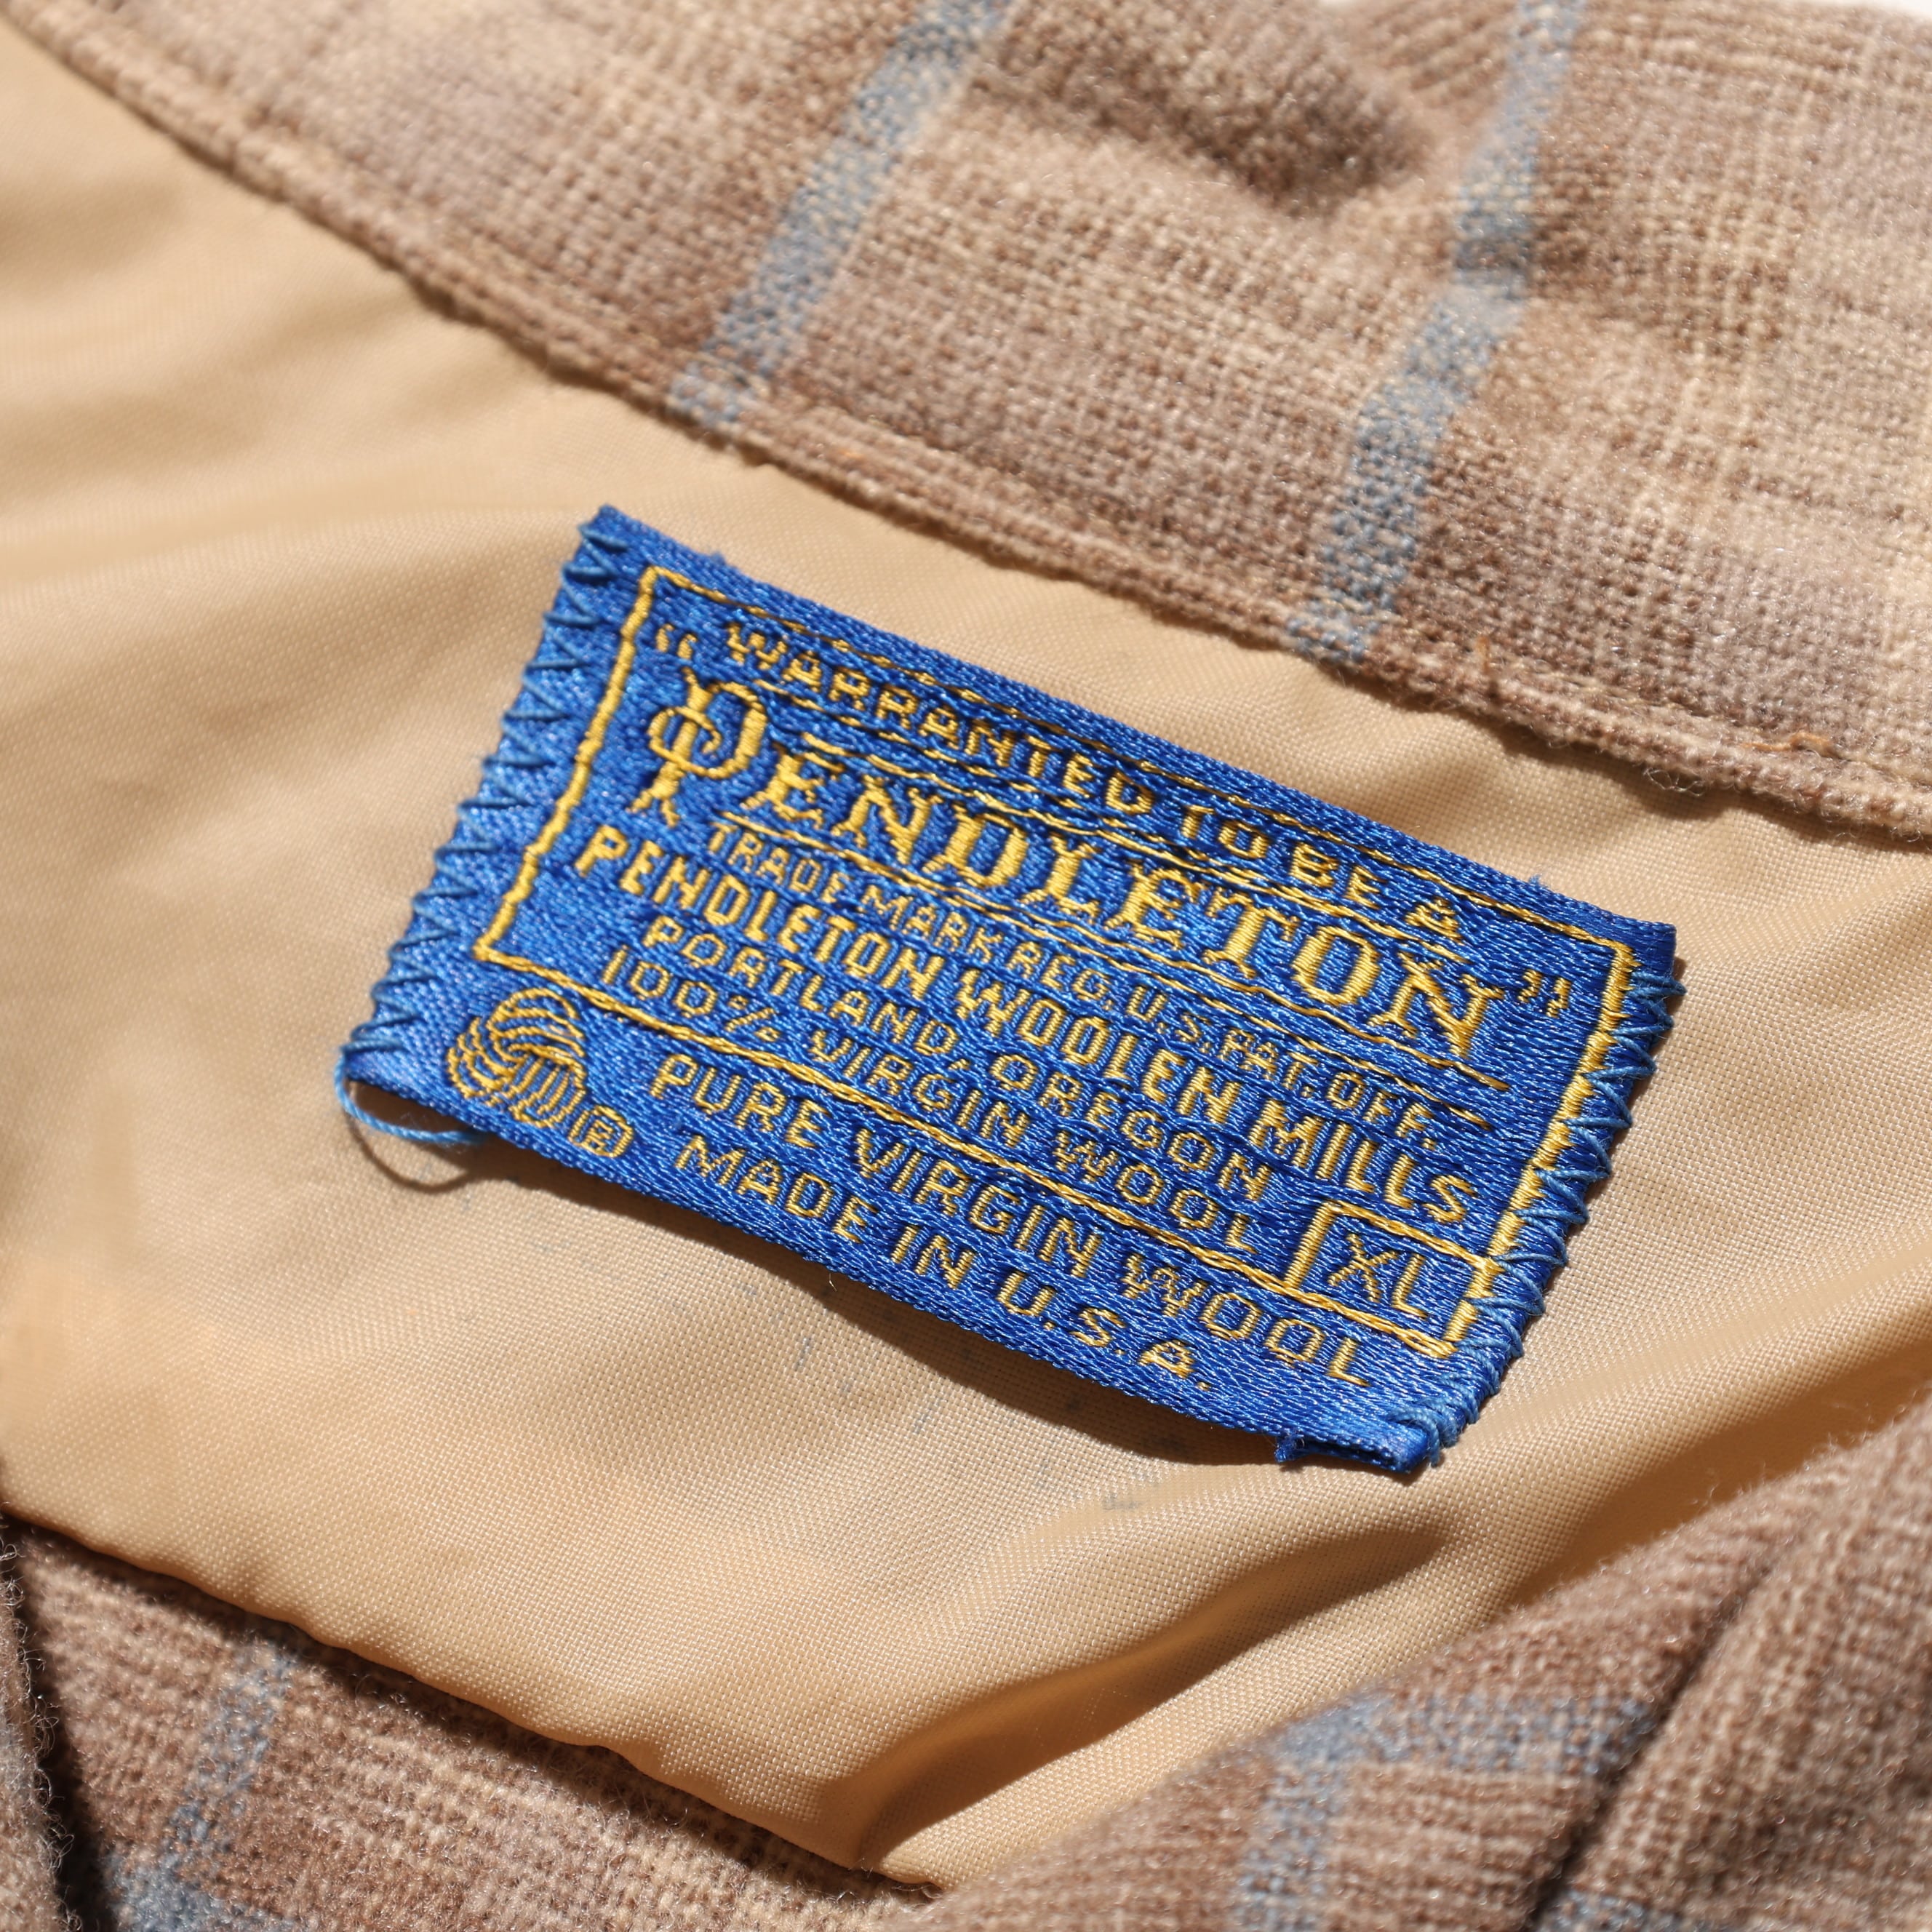 “ WARRANTED TO BE A
PENDLETON ”
TRADE MARK REG. U.S. PAT. OFF.
PENDLETON WOOLEN MILLS
PORTLAND, OREGON
100% VIRGIN WOOL
XL
® PURE VIRGIN WOOL
MADE IN U.S.A.